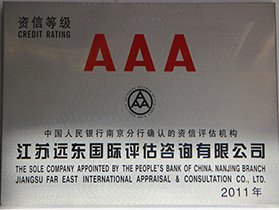 资信等级
CREDIT RATING
AAA
中国人民银行南京分行确认的资信评估机构
江苏远东国际评估咨询有限公司
THE SOLE COMPANY APPOINTED BY THE PEOPLE'S BANK OF CHINA. NANJING BRANCH
JIANGSU FAR EAST INTERNATIONAL APPRAISAL & CONSULTATION CO., LTD.
2011年